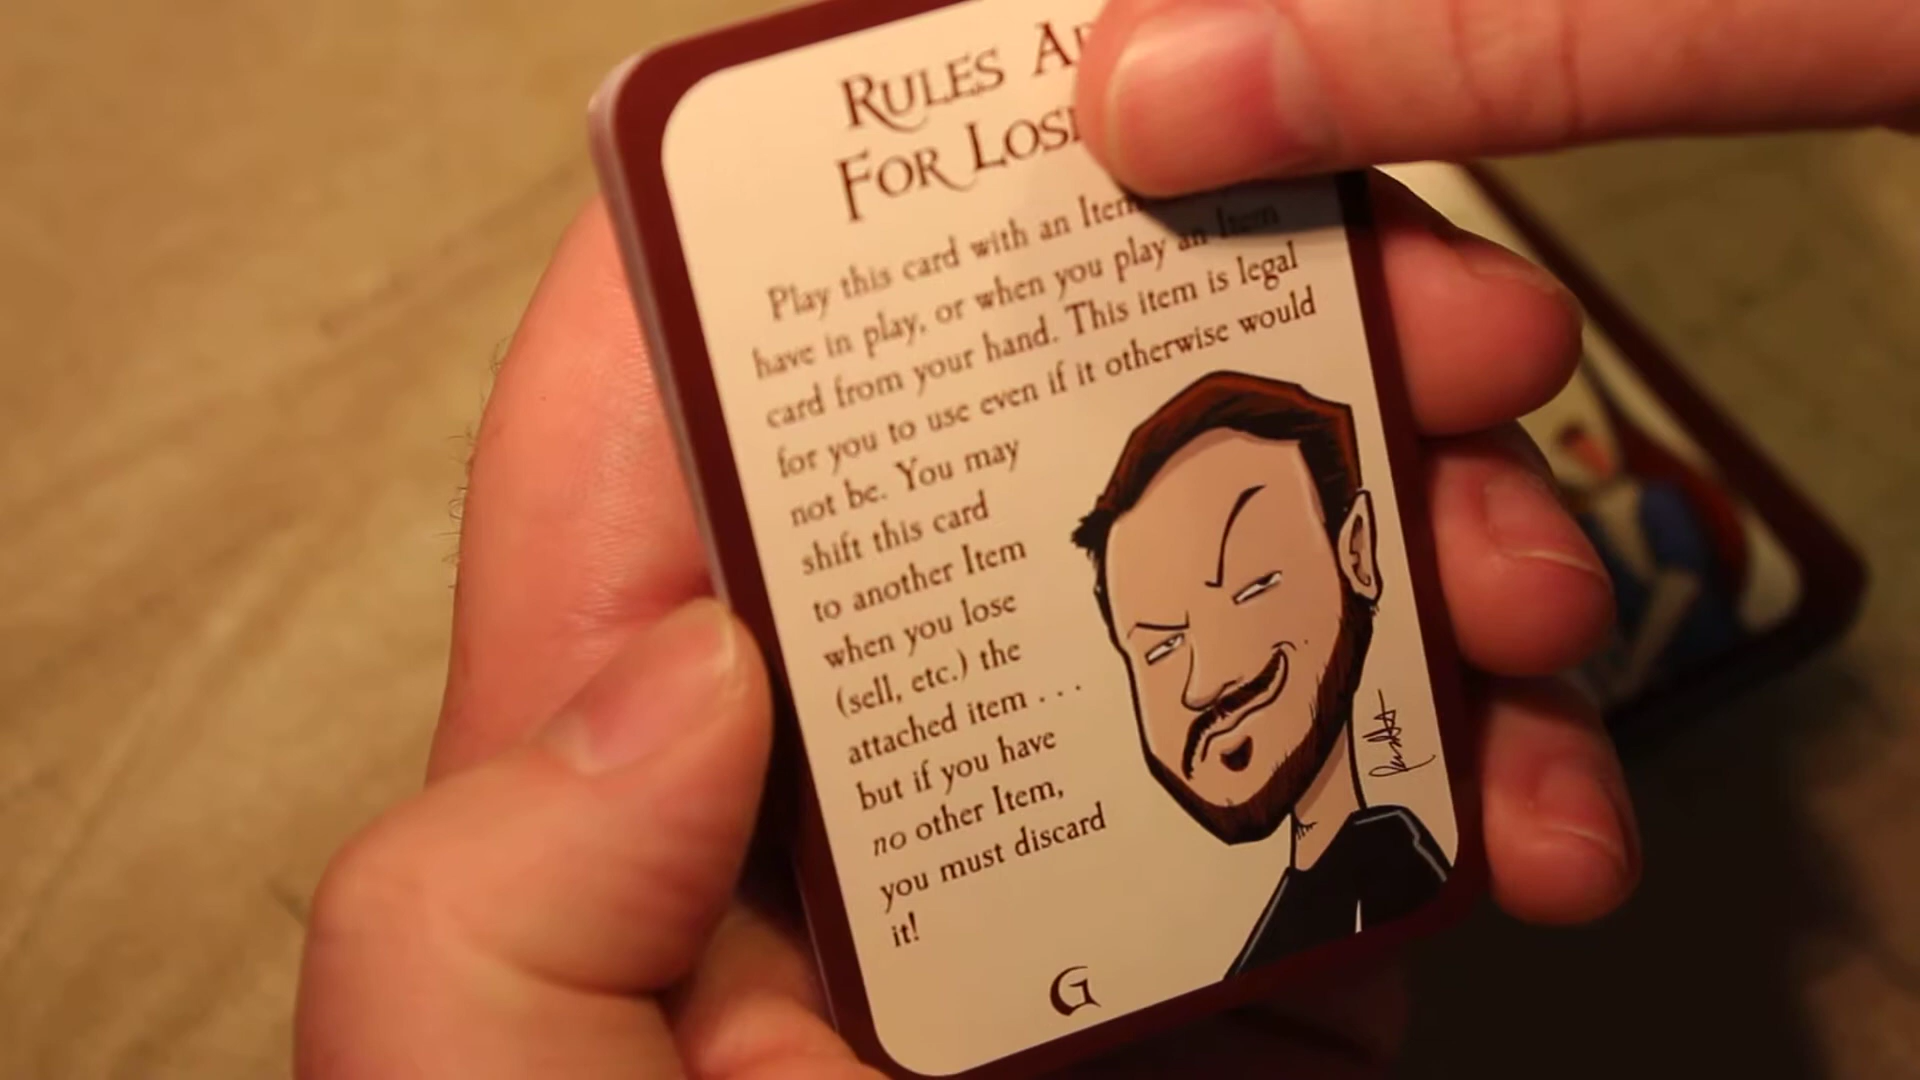 RULES
FOR
Play this card with an Item
have in play, or when you play an Item
card from your hand. This item is legal
for you to use even if it otherwise would
not be. You may
shift this card
to another Item
when you lose
(sell, etc.) the
attached item . . .
but if you have
no other Item,
you must discard
it!
G